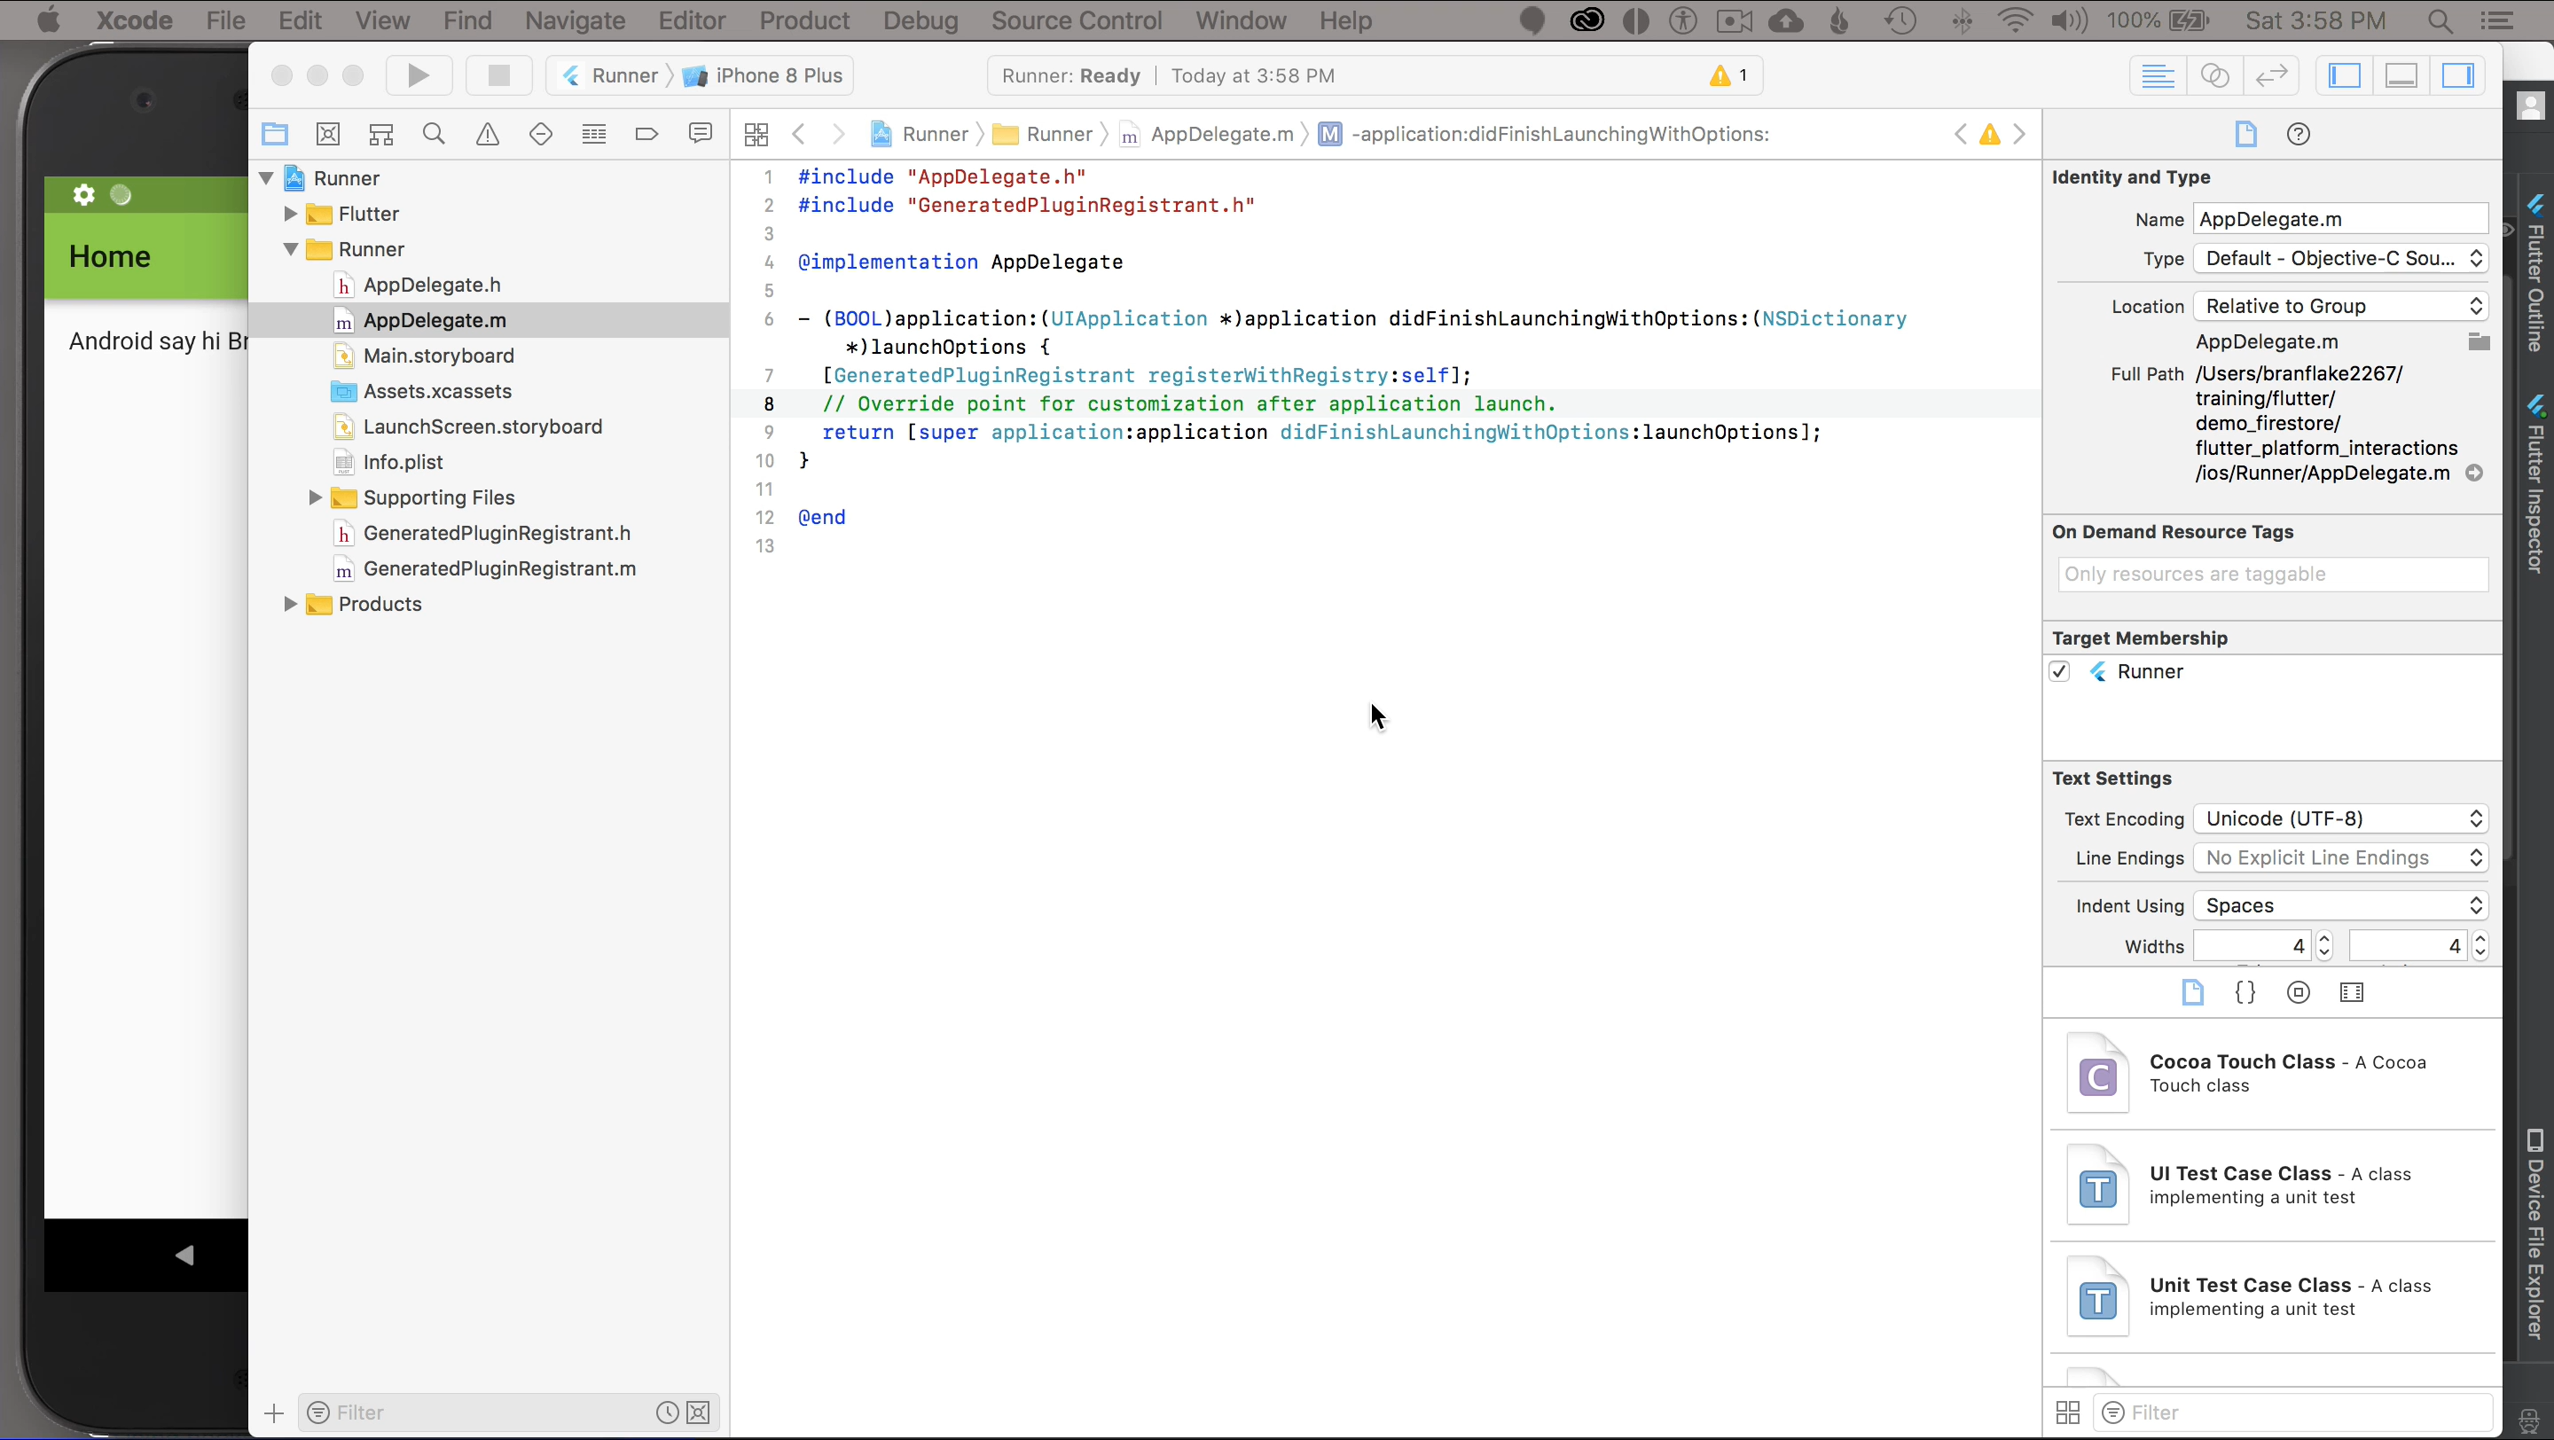 Xcode File Edit View Find Navigate Editor Product Debug Source Control Window Help 100% Sat 3:58 PM
Runner iPhone 8 Plus Runner: Ready Today at 3:58 PM 1
Runner Runner AppDelegate.m M -application:didFinishLaunchingWithOptions:
Home
Android say hi Br
Runner
Flutter
Runner
AppDelegate.h
AppDelegate.m
Main.storyboard
Assets.xcassets
LaunchScreen.storyboard
Info.plist
Supporting Files
GeneratedPluginRegistrant.h
GeneratedPluginRegistrant.m
Products
Filter
1 #include "AppDelegate.h"
2 #include "GeneratedPluginRegistrant.h"
3
4 @implementation AppDelegate
5
6 - (BOOL)application:(UIApplication *)application didFinishLaunchingWithOptions:(NSDictionary
*)launchOptions {
7 [GeneratedPluginRegistrant registerWithRegistry:self];
8 // Override point for customization after application launch.
9 return [super application:application didFinishLaunchingWithOptions:launchOptions];
10 }
11
12 @end
13
Identity and Type
Name AppDelegate.m
Type Default - Objective-C Sou...
Location Relative to Group
AppDelegate.m
Full Path /Users/branflake2267/
training/flutter/
demo_firestore/
flutter_platform_interactions
/ios/Runner/AppDelegate.m
On Demand Resource Tags
Only resources are taggable
Target Membership
Runner
Text Settings
Text Encoding Unicode (UTF-8)
Line Endings No Explicit Line Endings
Indent Using Spaces
Widths 4 4
Cocoa Touch Class - A Cocoa
Touch class
UI Test Case Class - A class
implementing a unit test
Unit Test Case Class - A class
implementing a unit test
Filter
Flutter Outline
Flutter Inspector
Device File Explorer